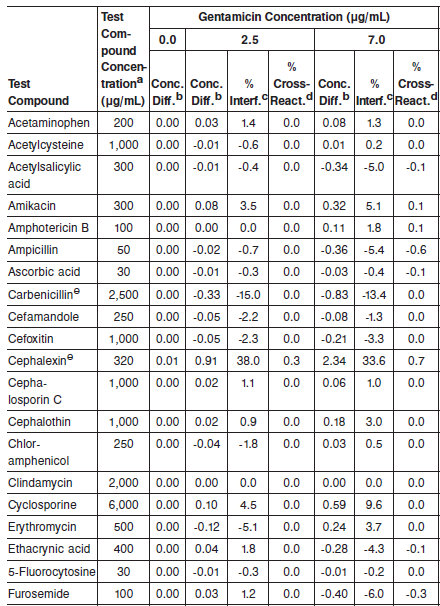 Test Compound | Test Com-pound Concen-trationa (μg/mL) | Gentamicin Concentration (μg/mL)
0.0 | 2.5 | 7.0
Conc. Diff.b | Conc. Diff.b | % Interf.c | % Cross-React.d | Conc. Diff.b | % Interf.c | % Cross-React.d
Acetaminophen 200 0.00 0.03 1.4 0.0 0.08 1.3 0.0
Acetylcysteine 1,000 0.00 -0.01 -0.6 0.0 0.01 0.2 0.0
Acetylsalicylic acid 300 0.00 -0.01 -0.4 0.0 -0.34 -5.0 -0.1
Amikacin 300 0.00 0.08 3.5 0.0 0.32 5.1 0.1
Amphotericin B 100 0.00 0.00 0.0 0.0 0.11 1.8 0.1
Ampicillin 50 0.00 -0.02 -0.7 0.0 -0.36 -5.4 -0.6
Ascorbic acid 30 0.00 -0.01 -0.3 0.0 -0.03 -0.4 -0.1
Carbenicilline 2,500 0.00 -0.33 -15.0 0.0 -0.83 -13.4 0.0
Cefamandole 250 0.00 -0.05 -2.2 0.0 -0.08 -1.3 0.0
Cefoxitin 1,000 0.00 -0.05 -2.3 0.0 -0.21 -3.3 0.0
Cephalexine 320 0.01 0.91 38.0 0.3 2.34 33.6 0.7
Cepha-losporin C 1,000 0.00 0.02 1.1 0.0 0.06 1.0 0.0
Cephalothin 1,000 0.00 0.02 0.9 0.0 0.18 3.0 0.0
Chlor-amphenicol 250 0.00 -0.04 -1.8 0.0 0.03 0.5 0.0
Clindamycin 2,000 0.00 0.00 0.0 0.0 0.00 0.0 0.0
Cyclosporine 6,000 0.00 0.10 4.5 0.0 0.59 9.6 0.0
Erythromycin 500 0.00 -0.12 -5.1 0.0 0.24 3.7 0.0
Ethacrynic acid 400 0.00 0.04 1.8 0.0 -0.28 -4.3 -0.1
5-Fluorocytosine 30 0.00 -0.01 -0.3 0.0 -0.01 -0.2 0.0
Furosemide 100 0.00 0.03 1.2 0.0 -0.40 -6.0 -0.3